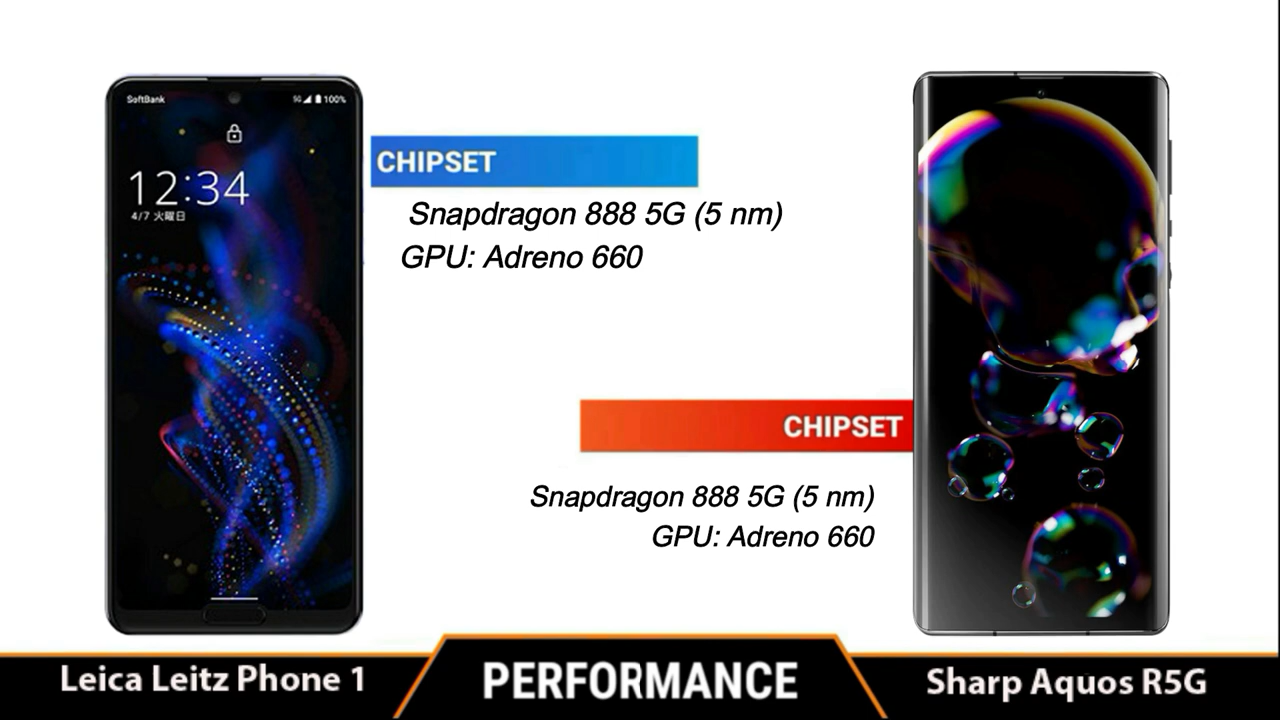 SoftBank
5G 100%
12:34
4/7 火曜日
CHIPSET
Snapdragon 888 5G (5 nm)
GPU: Adreno 660
CHIPSET
Snapdragon 888 5G (5 nm)
GPU: Adreno 660
Leica Leitz Phone 1
PERFORMANCE
Sharp Aquos R5G